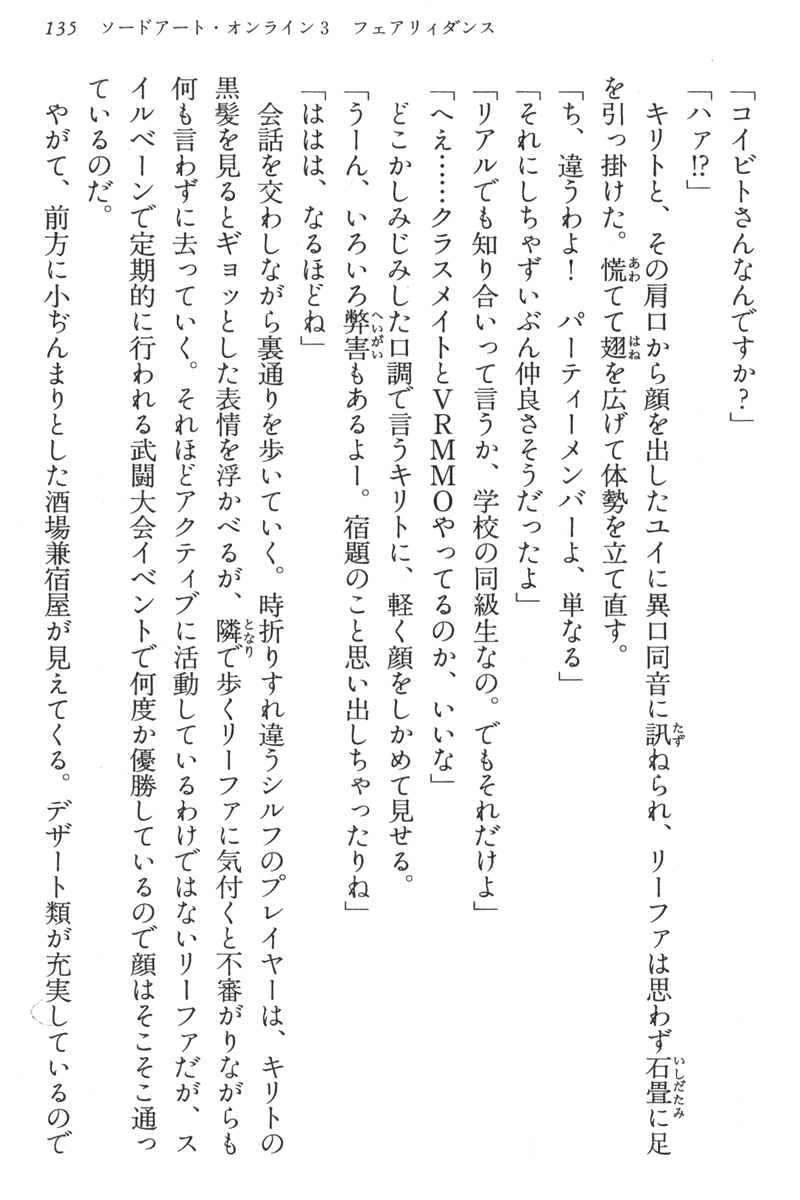 135　ソードアート・オンライン3　フェアリィダンス
「コイビトさんなんですか？」
「ハァ!?」
　キリトと、その肩口から顔を出したユイに異口同音に訊ねられ、リーファは思わず石畳に足
を引っ掛けた。慌てて翅を広げて体勢を立て直す。
「ち、違うわよ！　パーティーメンバーよ、単なる」
「それにしちゃずいぶん仲良さそうだったよ」
「リアルでも知り合いって言うか、学校の同級生なの。でもそれだけよ」
「へえ……クラスメイトとVRMMOやってるのか、いいな」
　どこかしみじみした口調で言うキリトに、軽く顔をしかめて見せる。
「うーん、いろいろ弊害もあるよー。宿題のこと思い出しちゃったりね」
「ははは、なるほどね」
　会話を交わしながら裏通りを歩いていく。時折りすれ違うシルフのプレイヤーは、キリトの
黒髪を見るとギョッとした表情を浮かべるが、隣で歩くリーファに気付くと不審がりながらも
何も言わずに去っていく。それほどアクティブに活動しているわけではないリーファだが、ス
イルベーンで定期的に行われる武闘大会イベントで何度か優勝しているので顔はそこそこ通っ
ているのだ。
　やがて、前方に小ぢんまりとした酒場兼宿屋が見えてくる。デザート類が充実しているので